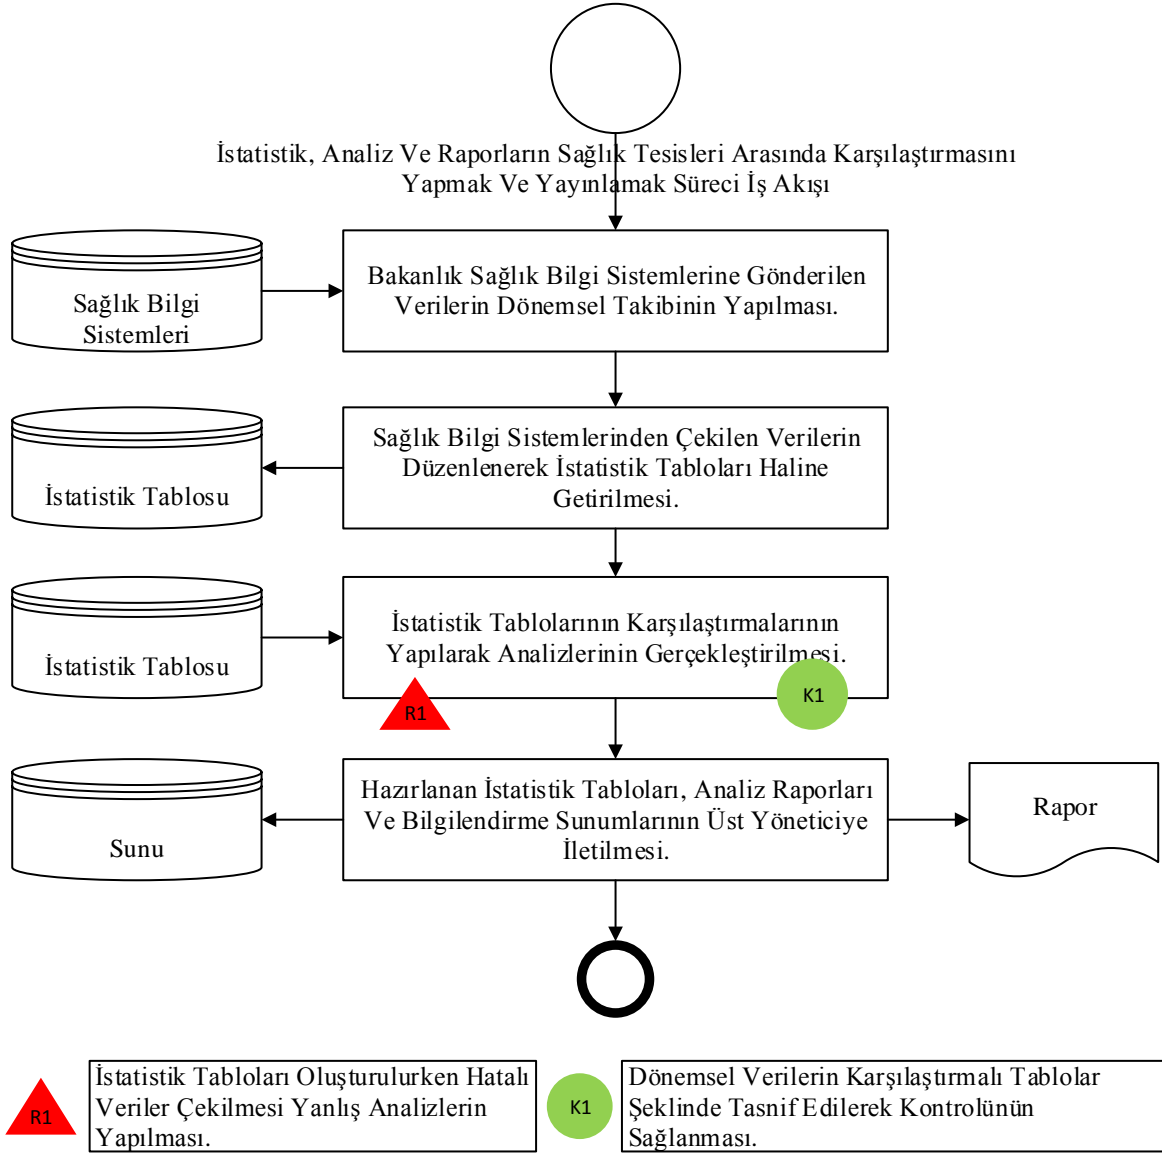 İstatistik, Analiz Ve Raporların Sağlık Tesisleri Arasında Karşılaştırmasını
Yapmak Ve Yayınlamak Süreci İş Akışı
Sağlık Bilgi
Sistemleri
Bakanlık Sağlık Bilgi Sistemlerine Gönderilen
Verilerin Dönemsel Takibinin Yapılması.
İstatistik Tablosu
Sağlık Bilgi Sistemlerinden Çekilen Verilerin
Düzenlenerek İstatistik Tabloları Haline
Getirilmesi.
İstatistik Tablosu
İstatistik Tablolarının Karşılaştırmalarının
Yapılarak Analizlerinin Gerçekleştirilmesi.
R1
K1
Sunu
Hazırlanan İstatistik Tabloları, Analiz Raporları
Ve Bilgilendirme Sunumlarının Üst Yöneticiye
İletilmesi.
Rapor
R1
İstatistik Tabloları Oluşturulurken Hatalı
Veriler Çekilmesi Yanlış Analizlerin
Yapılması.
K1
Dönemsel Verilerin Karşılaştırmalı Tablolar
Şeklinde Tasnif Edilerek Kontrolünün
Sağlanması.